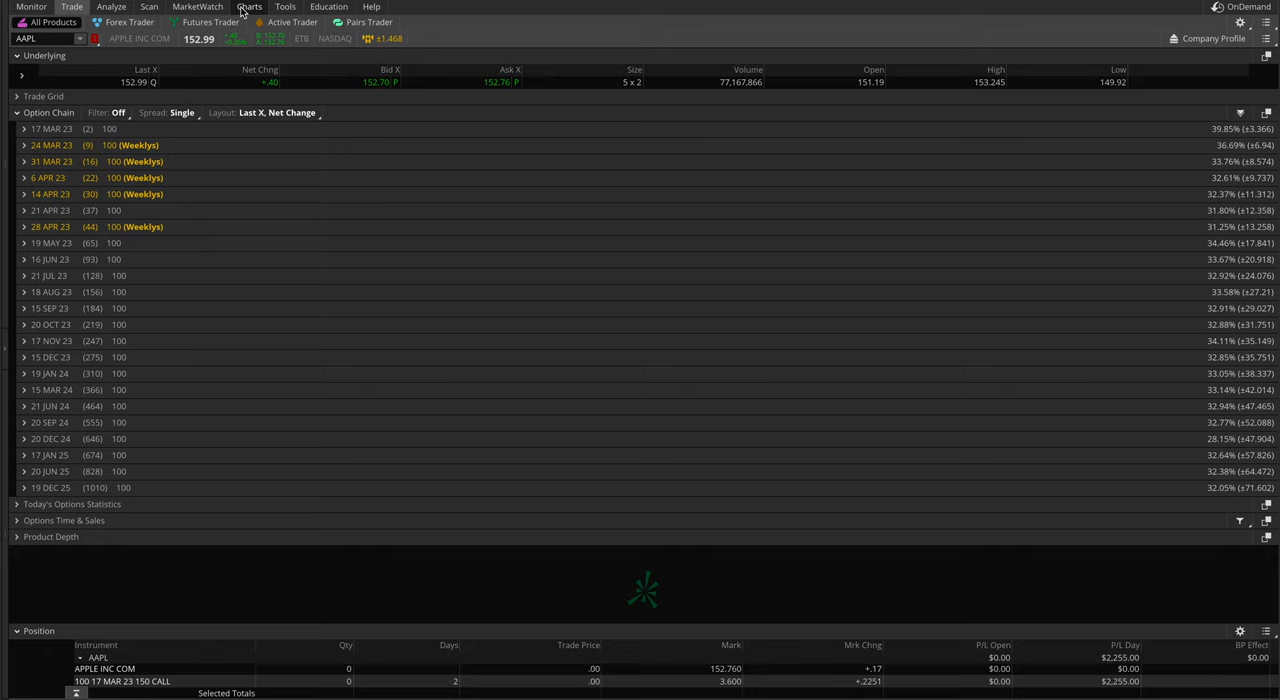 Monitor Trade Analyze Scan MarketWatch Charts Tools Education Help OnDemand
All Products Forex Trader Futures Trader Active Trader Pairs Trader
AAPL APPLE INC COM 152.99 +.40 +0.26% B: 152.70 A: 152.76 ETB NASDAQ ±1.468 Company Profile
Underlying
Last X Net Chng Bid X Ask X Size Volume Open High Low
152.99 Q +.40 152.70 P 152.76 P 5 x 2 77,167,866 151.19 153.245 149.92
Trade Grid
Option Chain Filter: Off Spread: Single Layout: Last X, Net Change
17 MAR 23 (2) 100 39.85% (±3.366)
24 MAR 23 (9) 100 (Weeklys) 36.69% (±6.94)
31 MAR 23 (16) 100 (Weeklys) 33.76% (±8.574)
6 APR 23 (22) 100 (Weeklys) 32.61% (±9.737)
14 APR 23 (30) 100 (Weeklys) 32.37% (±11.312)
21 APR 23 (37) 100 31.80% (±12.358)
28 APR 23 (44) 100 (Weeklys) 31.25% (±13.258)
19 MAY 23 (65) 100 34.46% (±17.841)
16 JUN 23 (93) 100 33.67% (±20.918)
21 JUL 23 (128) 100 32.92% (±24.076)
18 AUG 23 (156) 100 33.58% (±27.21)
15 SEP 23 (184) 100 32.91% (±29.027)
20 OCT 23 (219) 100 32.88% (±31.751)
17 NOV 23 (247) 100 34.11% (±35.149)
15 DEC 23 (275) 100 32.85% (±35.751)
19 JAN 24 (310) 100 33.05% (±38.337)
15 MAR 24 (366) 100 33.14% (±42.014)
21 JUN 24 (464) 100 32.94% (±47.465)
20 SEP 24 (555) 100 32.77% (±52.088)
20 DEC 24 (646) 100 28.15% (±47.904)
17 JAN 25 (674) 100 32.64% (±57.826)
20 JUN 25 (828) 100 32.38% (±64.472)
19 DEC 25 (1010) 100 32.05% (±71.602)
Today's Options Statistics
Options Time & Sales
Product Depth
Position
Instrument Qty Days Trade Price Mark Mrk Chng P/L Open P/L Day BP Effect
AAPL $0.00 $2,255.00 $0.00
APPLE INC COM 0 .00 152.760 +.17 $0.00 $0.00
100 17 MAR 23 150 CALL 0 2 .00 3.600 +.2251 $0.00 $2,255.00
Selected Totals